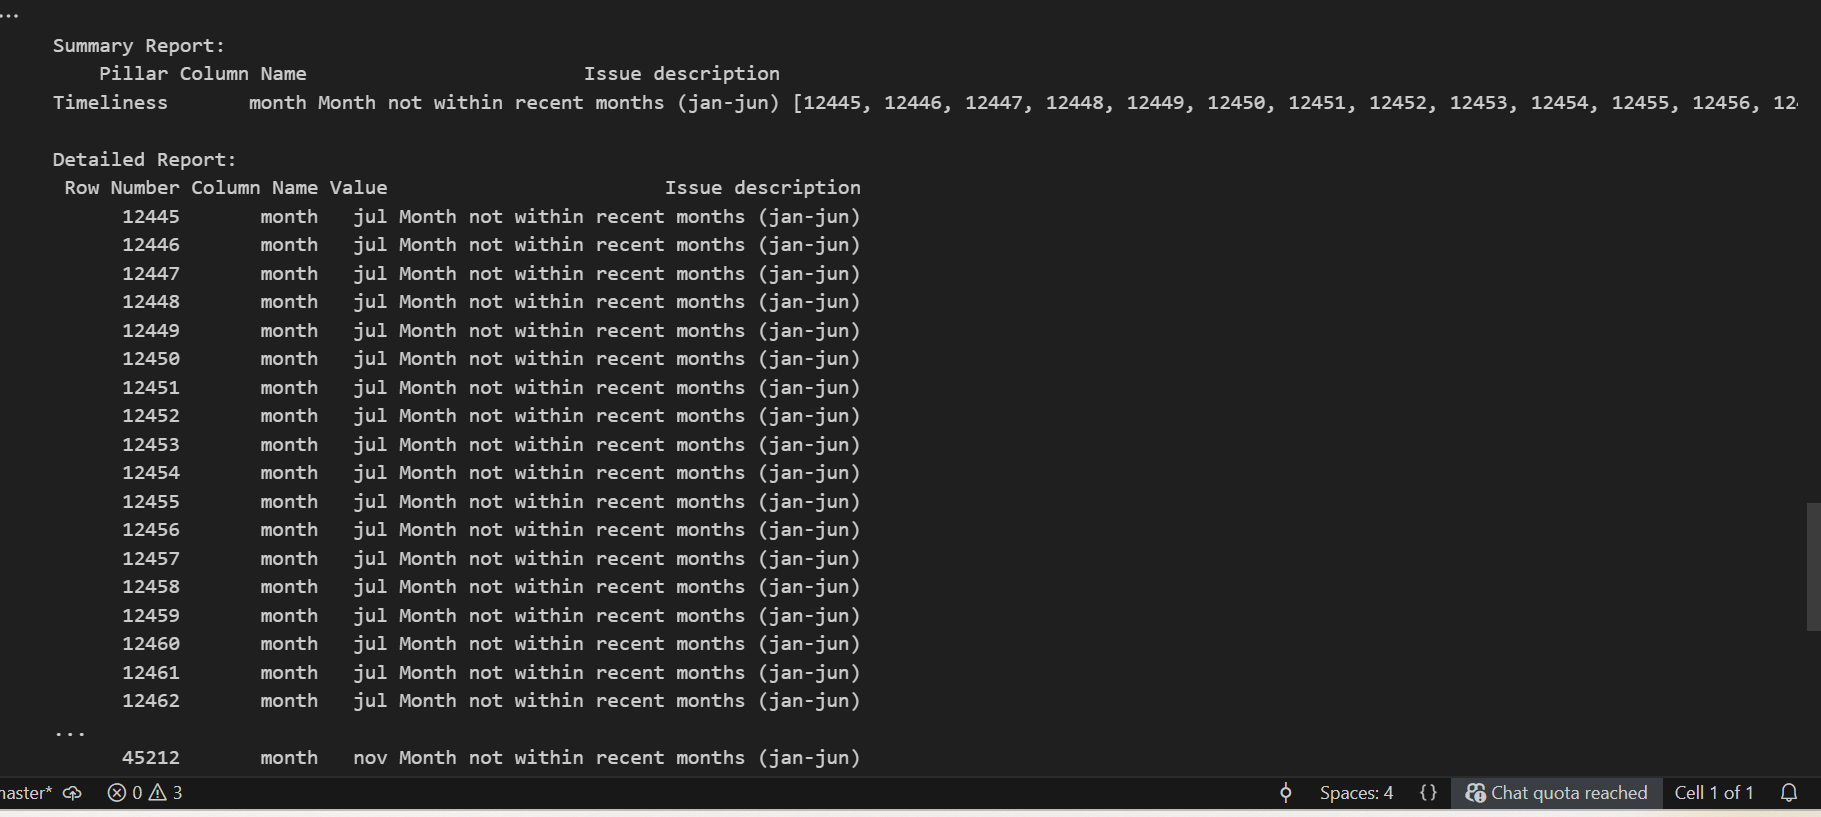 ...
Summary Report:
Pillar Column Name Issue description
Timeliness month Month not within recent months (jan-jun) [12445, 12446, 12447, 12448, 12449, 12450, 12451, 12452, 12453, 12454, 12455, 12456, 12
Detailed Report:
Row Number Column Name Value Issue description
12445 month jul Month not within recent months (jan-jun)
12446 month jul Month not within recent months (jan-jun)
12447 month jul Month not within recent months (jan-jun)
12448 month jul Month not within recent months (jan-jun)
12449 month jul Month not within recent months (jan-jun)
12450 month jul Month not within recent months (jan-jun)
12451 month jul Month not within recent months (jan-jun)
12452 month jul Month not within recent months (jan-jun)
12453 month jul Month not within recent months (jan-jun)
12454 month jul Month not within recent months (jan-jun)
12455 month jul Month not within recent months (jan-jun)
12456 month jul Month not within recent months (jan-jun)
12457 month jul Month not within recent months (jan-jun)
12458 month jul Month not within recent months (jan-jun)
12459 month jul Month not within recent months (jan-jun)
12460 month jul Month not within recent months (jan-jun)
12461 month jul Month not within recent months (jan-jun)
12462 month jul Month not within recent months (jan-jun)
...
45212 month nov Month not within recent months (jan-jun)
master* 0 3 Spaces: 4 {} Chat quota reached Cell 1 of 1